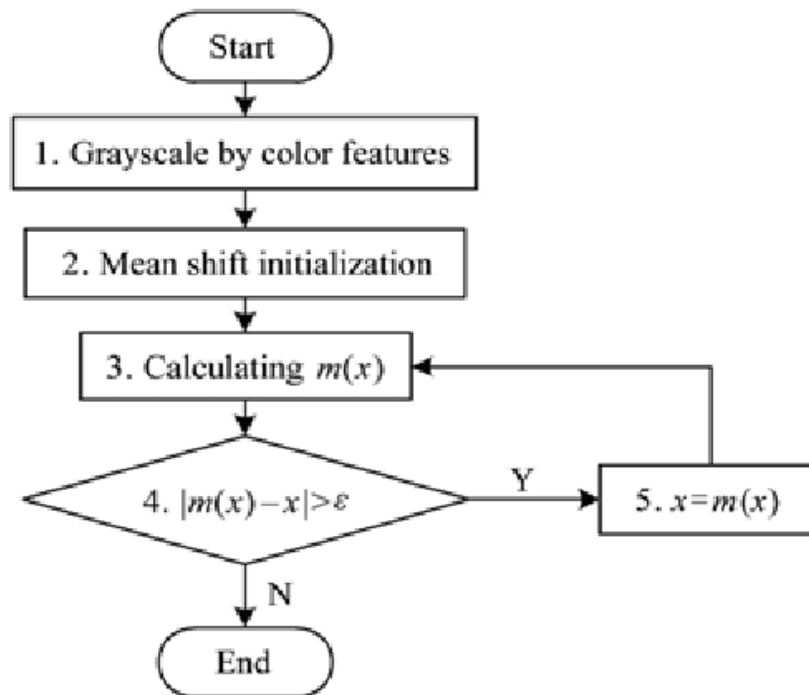 Start
1. Grayscale by color features
2. Mean shift initialization
3. Calculating m(x)
4. |m(x)−x|>ε
Y
5. x=m(x)
N
End